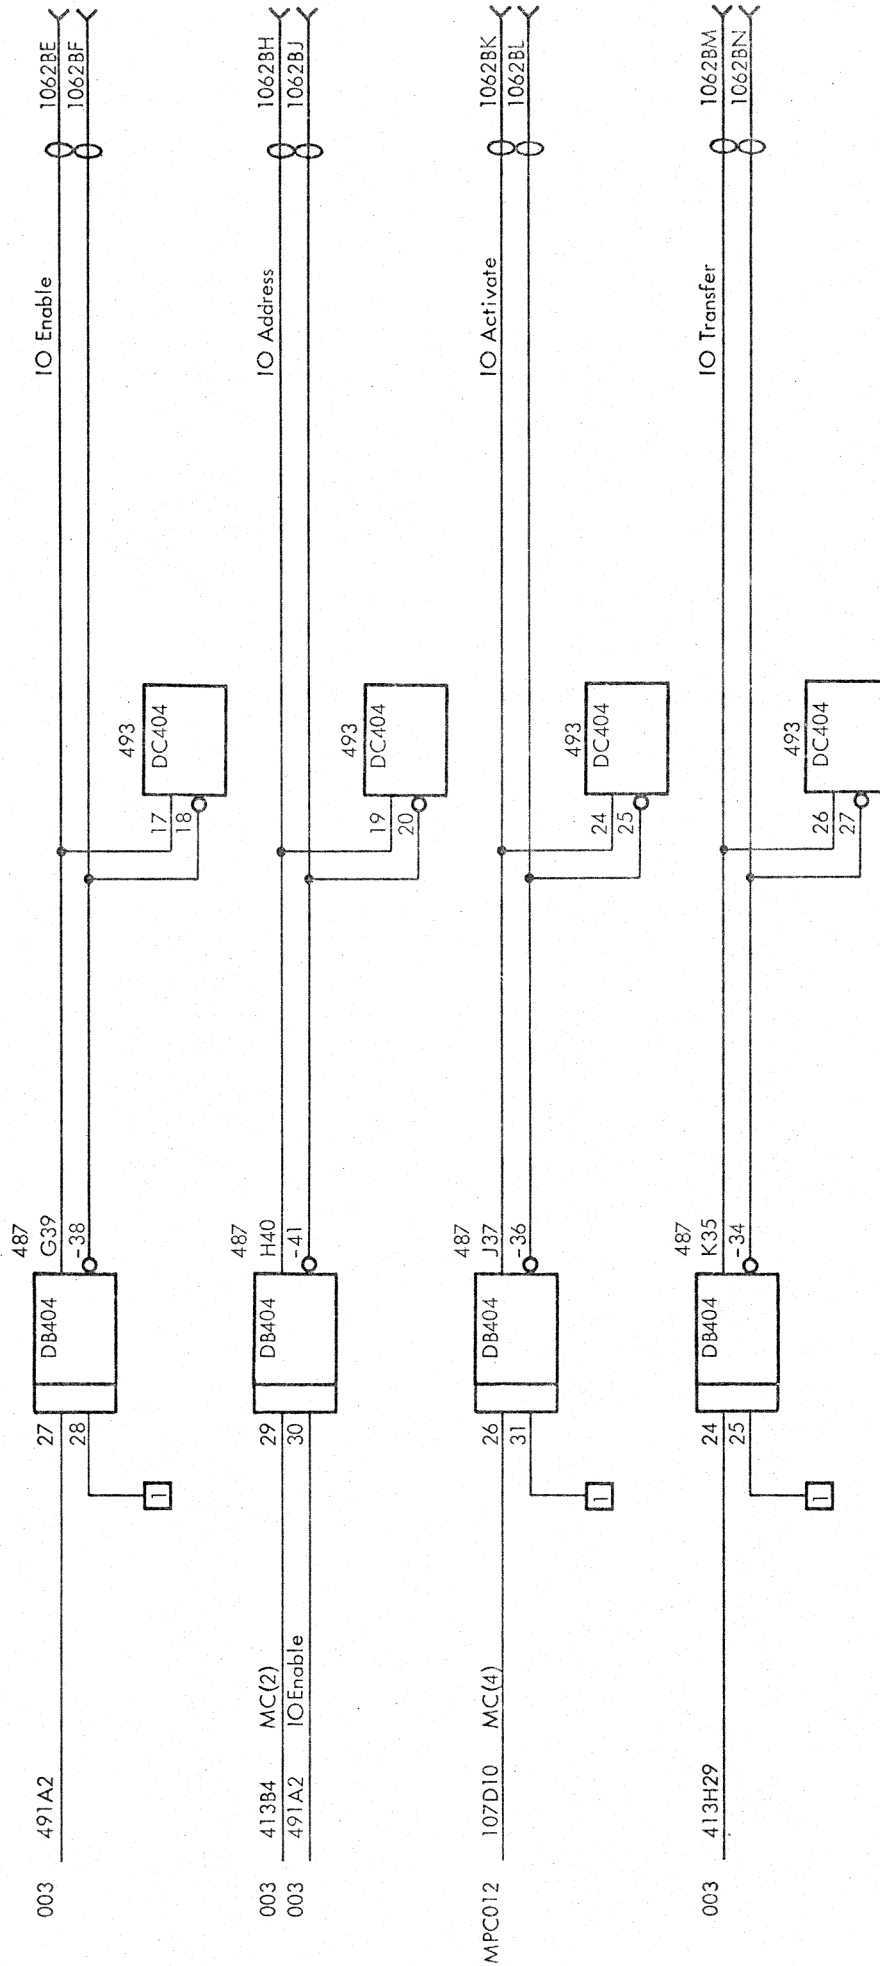 003 491A2 27 DB404 487 G39 IO Enable 1062BE
28 -38 1062BF
1
17 493 DC404
18
003 413B4 MC(2) 29 DB404 487 H40 IO Address 1062BH
003 491A2 IOEnable 30 -41 1062BJ
19 493 DC404
20
MPC012 107D10 MC(4) 26 DB404 487 J37 IO Activate 1062BK
31 -36 1062BL
1
24 493 DC404
25
003 413H29 24 DB404 487 K35 IO Transfer 1062BM
25 -34 1062BN
1
26 493 DC404
27